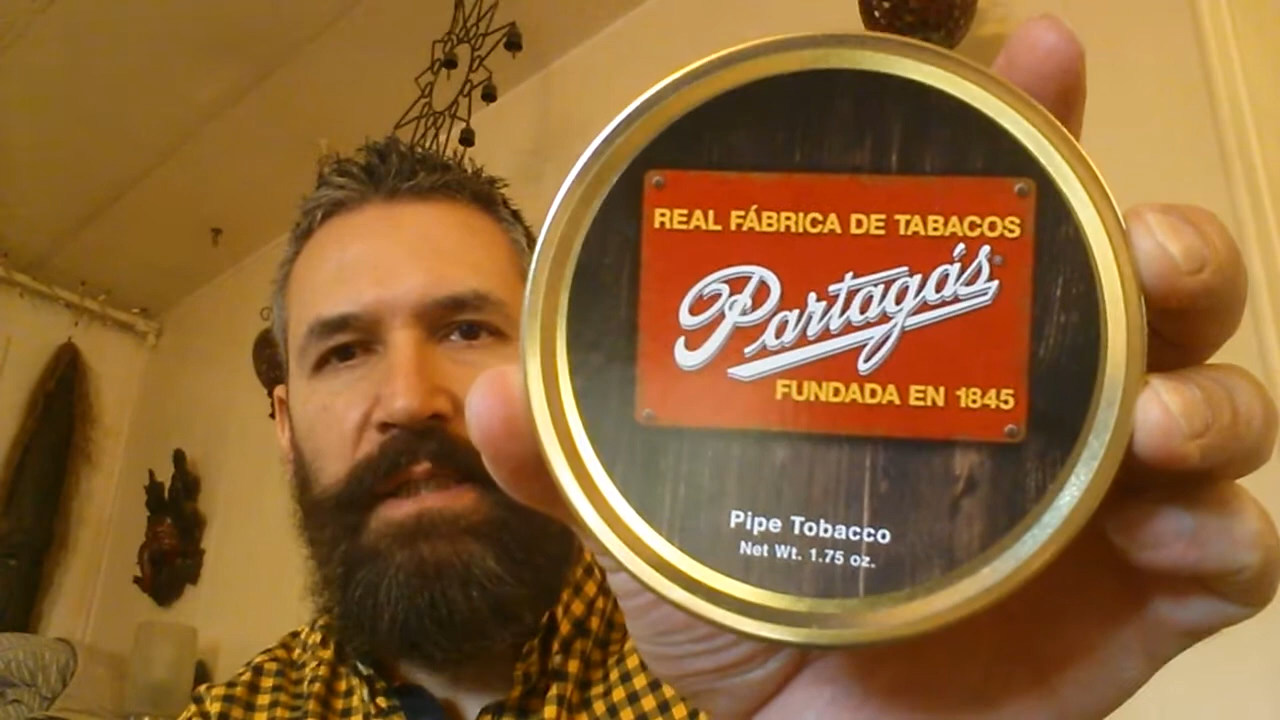 REAL FÁBRICA DE TABACOS
Partagás
FUNDADA EN 1845
Pipe Tobacco
Net Wt. 1.75 oz.